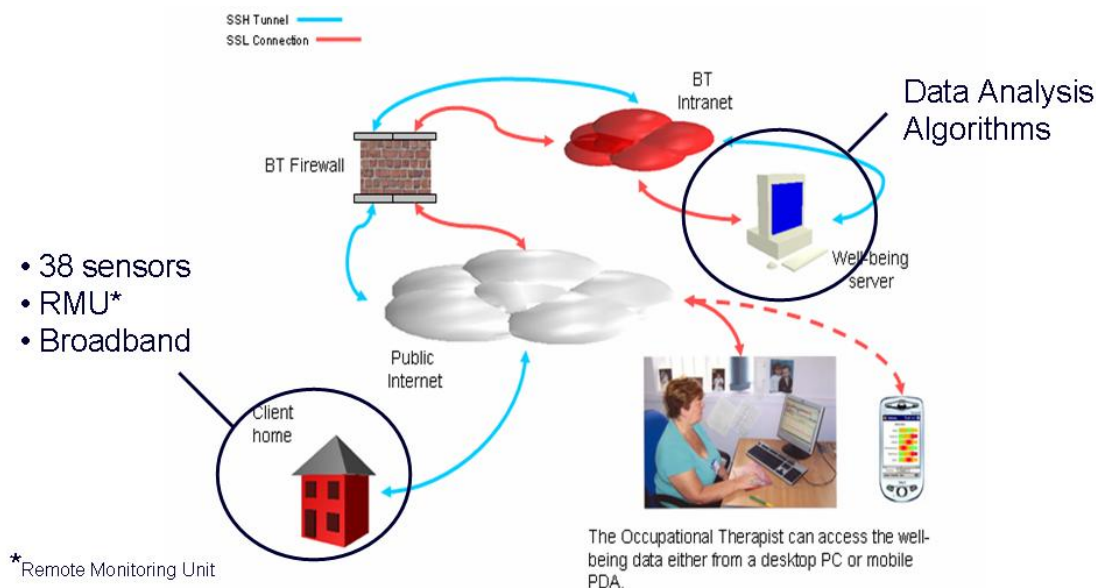 SSH Tunnel
SSL Connection
BT
Intranet
Data Analysis
Algorithms
BT Firewall
Well-being
server
• 38 sensors
• RMU*
• Broadband
Public
Internet
Client
home
The Occupational Therapist can access the well-
being data either from a desktop PC or mobile
PDA.
*Remote Monitoring Unit